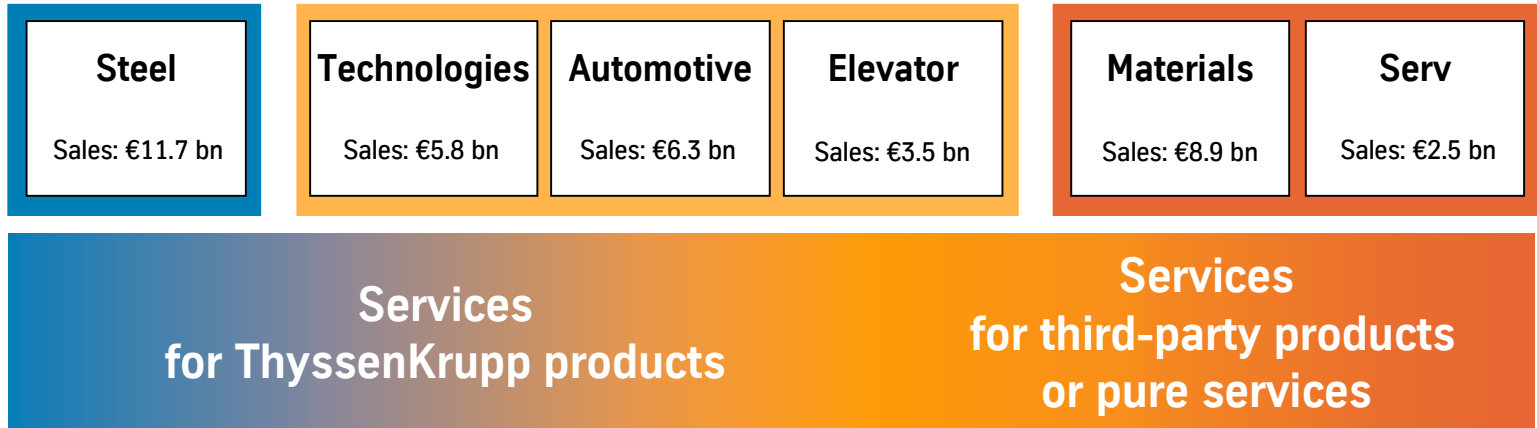 Steel
Sales: €11.7 bn
Technologies
Sales: €5.8 bn
Automotive
Sales: €6.3 bn
Elevator
Sales: €3.5 bn
Materials
Sales: €8.9 bn
Serv
Sales: €2.5 bn
Services
for ThyssenKrupp products
Services
for third-party products
or pure services